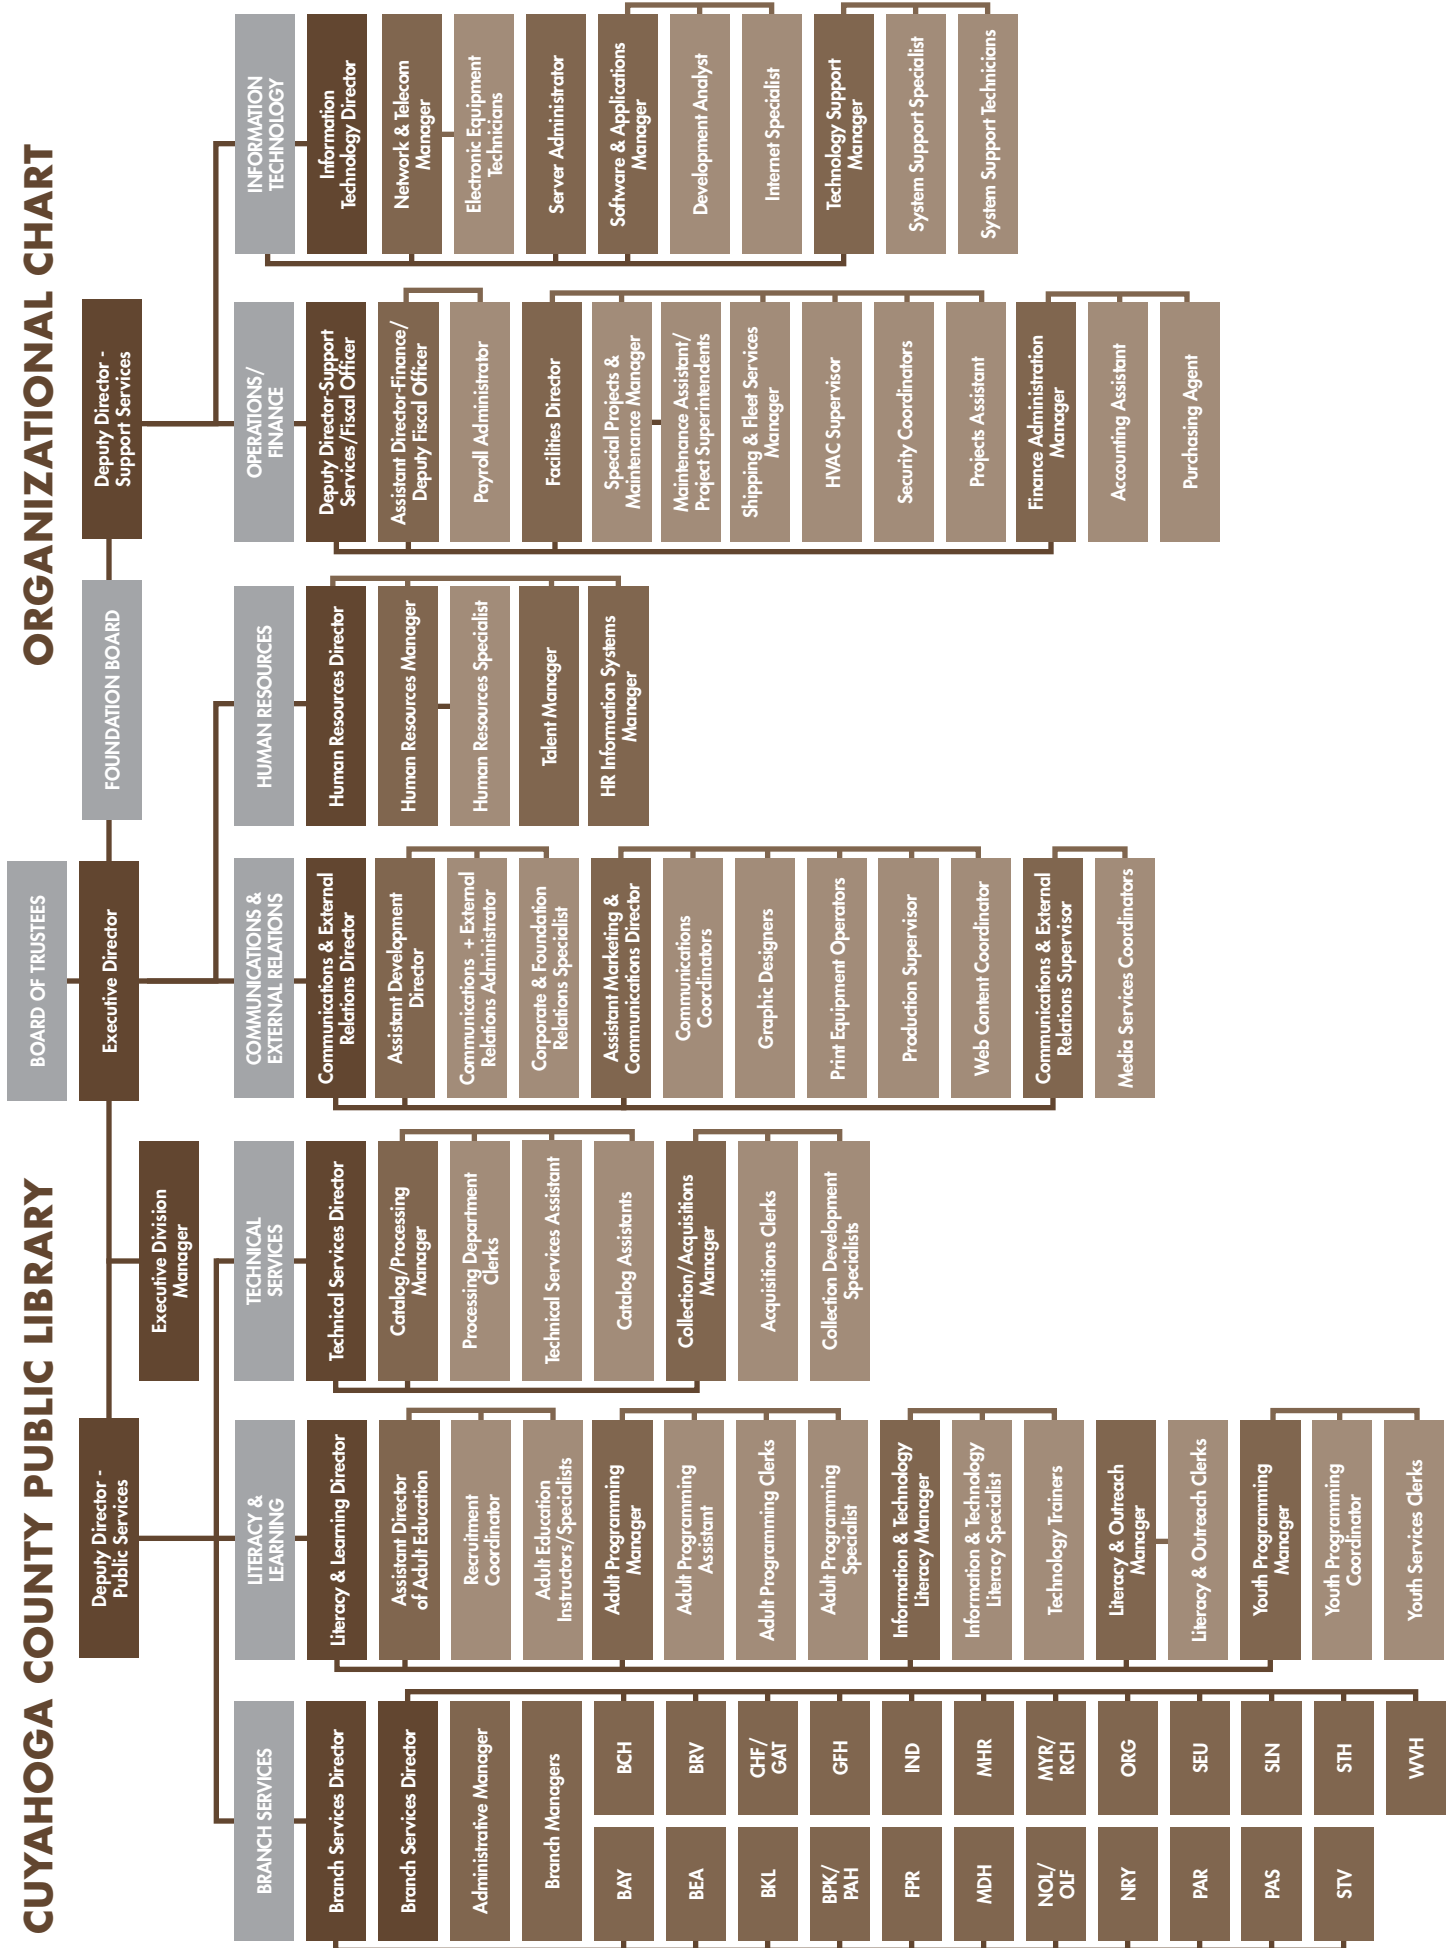 CUYAHOGA COUNTY PUBLIC LIBRARY
ORGANIZATIONAL CHART
BOARD OF TRUSTEES
Executive Director
FOUNDATION BOARD
Deputy Director -
Public Services
Deputy Director -
Support Services
Executive Division
Manager
BRANCH SERVICES
Branch Services Director
Branch Services Director
Administrative Manager
Branch Managers
BAY
BCH
BEA
BRV
BKL
CHF/
GAT
BPK/
PAH
GFH
FPR
IND
MDH
MHR
NOL/
OLF
MYR/
RCH
NRY
ORG
PAR
SEU
PAS
SLN
STV
STH
WVH
LITERACY &
LEARNING
Literacy & Learning Director
Assistant Director
of Adult Education
Recruitment
Coordinator
Adult Education
Instructors/Specialists
Adult Programming
Manager
Adult Programming
Assistant
Adult Programming Clerks
Adult Programming
Specialist
Information & Technology
Literacy Manager
Information & Technology
Literacy Specialist
Technology Trainers
Literacy & Outreach
Manager
Literacy & Outreach Clerks
Youth Programming
Manager
Youth Programming
Coordinator
Youth Services Clerks
TECHNICAL
SERVICES
Technical Services Director
Catalog/Processing
Manager
Processing Department
Clerks
Technical Services Assistant
Catalog Assistants
Collection/Acquisitions
Manager
Acquisitions Clerks
Collection Development
Specialists
COMMUNICATIONS &
EXTERNAL RELATIONS
Communications & External
Relations Director
Assistant Development
Director
Communications + External
Relations Administrator
Corporate & Foundation
Relations Specialist
Assistant Marketing &
Communications Director
Communications
Coordinators
Graphic Designers
Print Equipment Operators
Production Supervisor
Web Content Coordinator
Communications & External
Relations Supervisor
Media Services Coordinators
HUMAN RESOURCES
Human Resources Director
Human Resources Manager
Human Resources Specialist
Talent Manager
HR Information Systems
Manager
OPERATIONS/
FINANCE
Deputy Director-Support
Services/Fiscal Officer
Assistant Director-Finance/
Deputy Fiscal Officer
Payroll Administrator
Facilities Director
Special Projects &
Maintenance Manager
Maintenance Assistant/
Project Superintendents
Shipping & Fleet Services
Manager
HVAC Supervisor
Security Coordinators
Projects Assistant
Finance Administration
Manager
Accounting Assistant
Purchasing Agent
INFORMATION
TECHNOLOGY
Information
Technology Director
Network & Telecom
Manager
Electronic Equipment
Technicians
Server Administrator
Software & Applications
Manager
Development Analyst
Internet Specialist
Technology Support
Manager
System Support Specialist
System Support Technicians